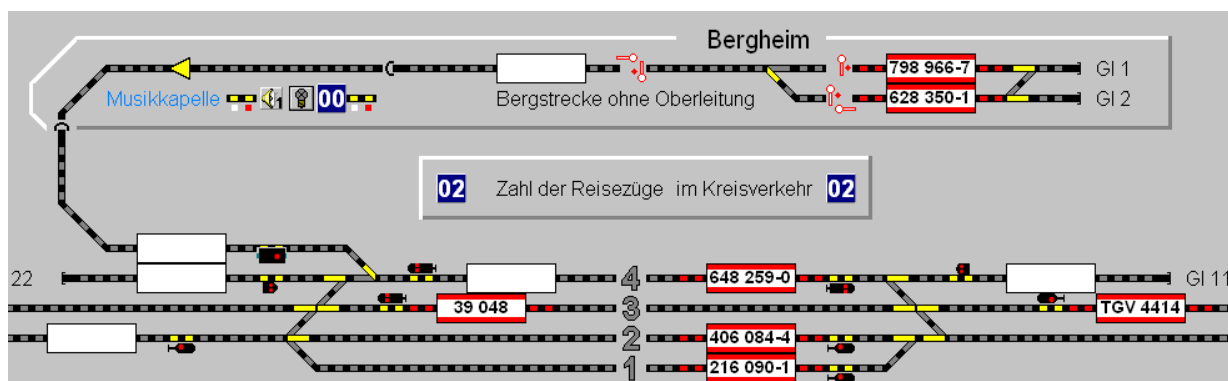 Bergheim
798 966-7 Gl 1
Musikkapelle 1 00 Bergstrecke ohne Oberleitung 628 350-1 Gl 2
02 Zahl der Reisezüge im Kreisverkehr 02
22 4 648 259-0 Gl 11
39 048 3 TGV 4414
2 406 084-4
1 216 090-1